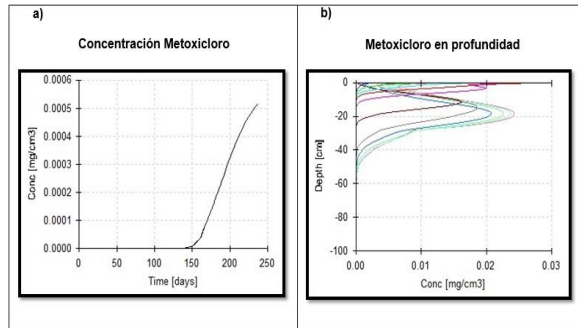 a)
Concentración Metoxicloro
0.0006
0.0005
0.0004
0.0003
0.0002
0.0001
0.0000
Conc [mg/cm3]
0
50
100
150
200
250
Time [days]
b)
Metoxicloro en profundidad
0
-20
-40
-60
-80
-100
Depth [cm]
0.00
0.01
0.02
0.03
Conc [mg/cm3]